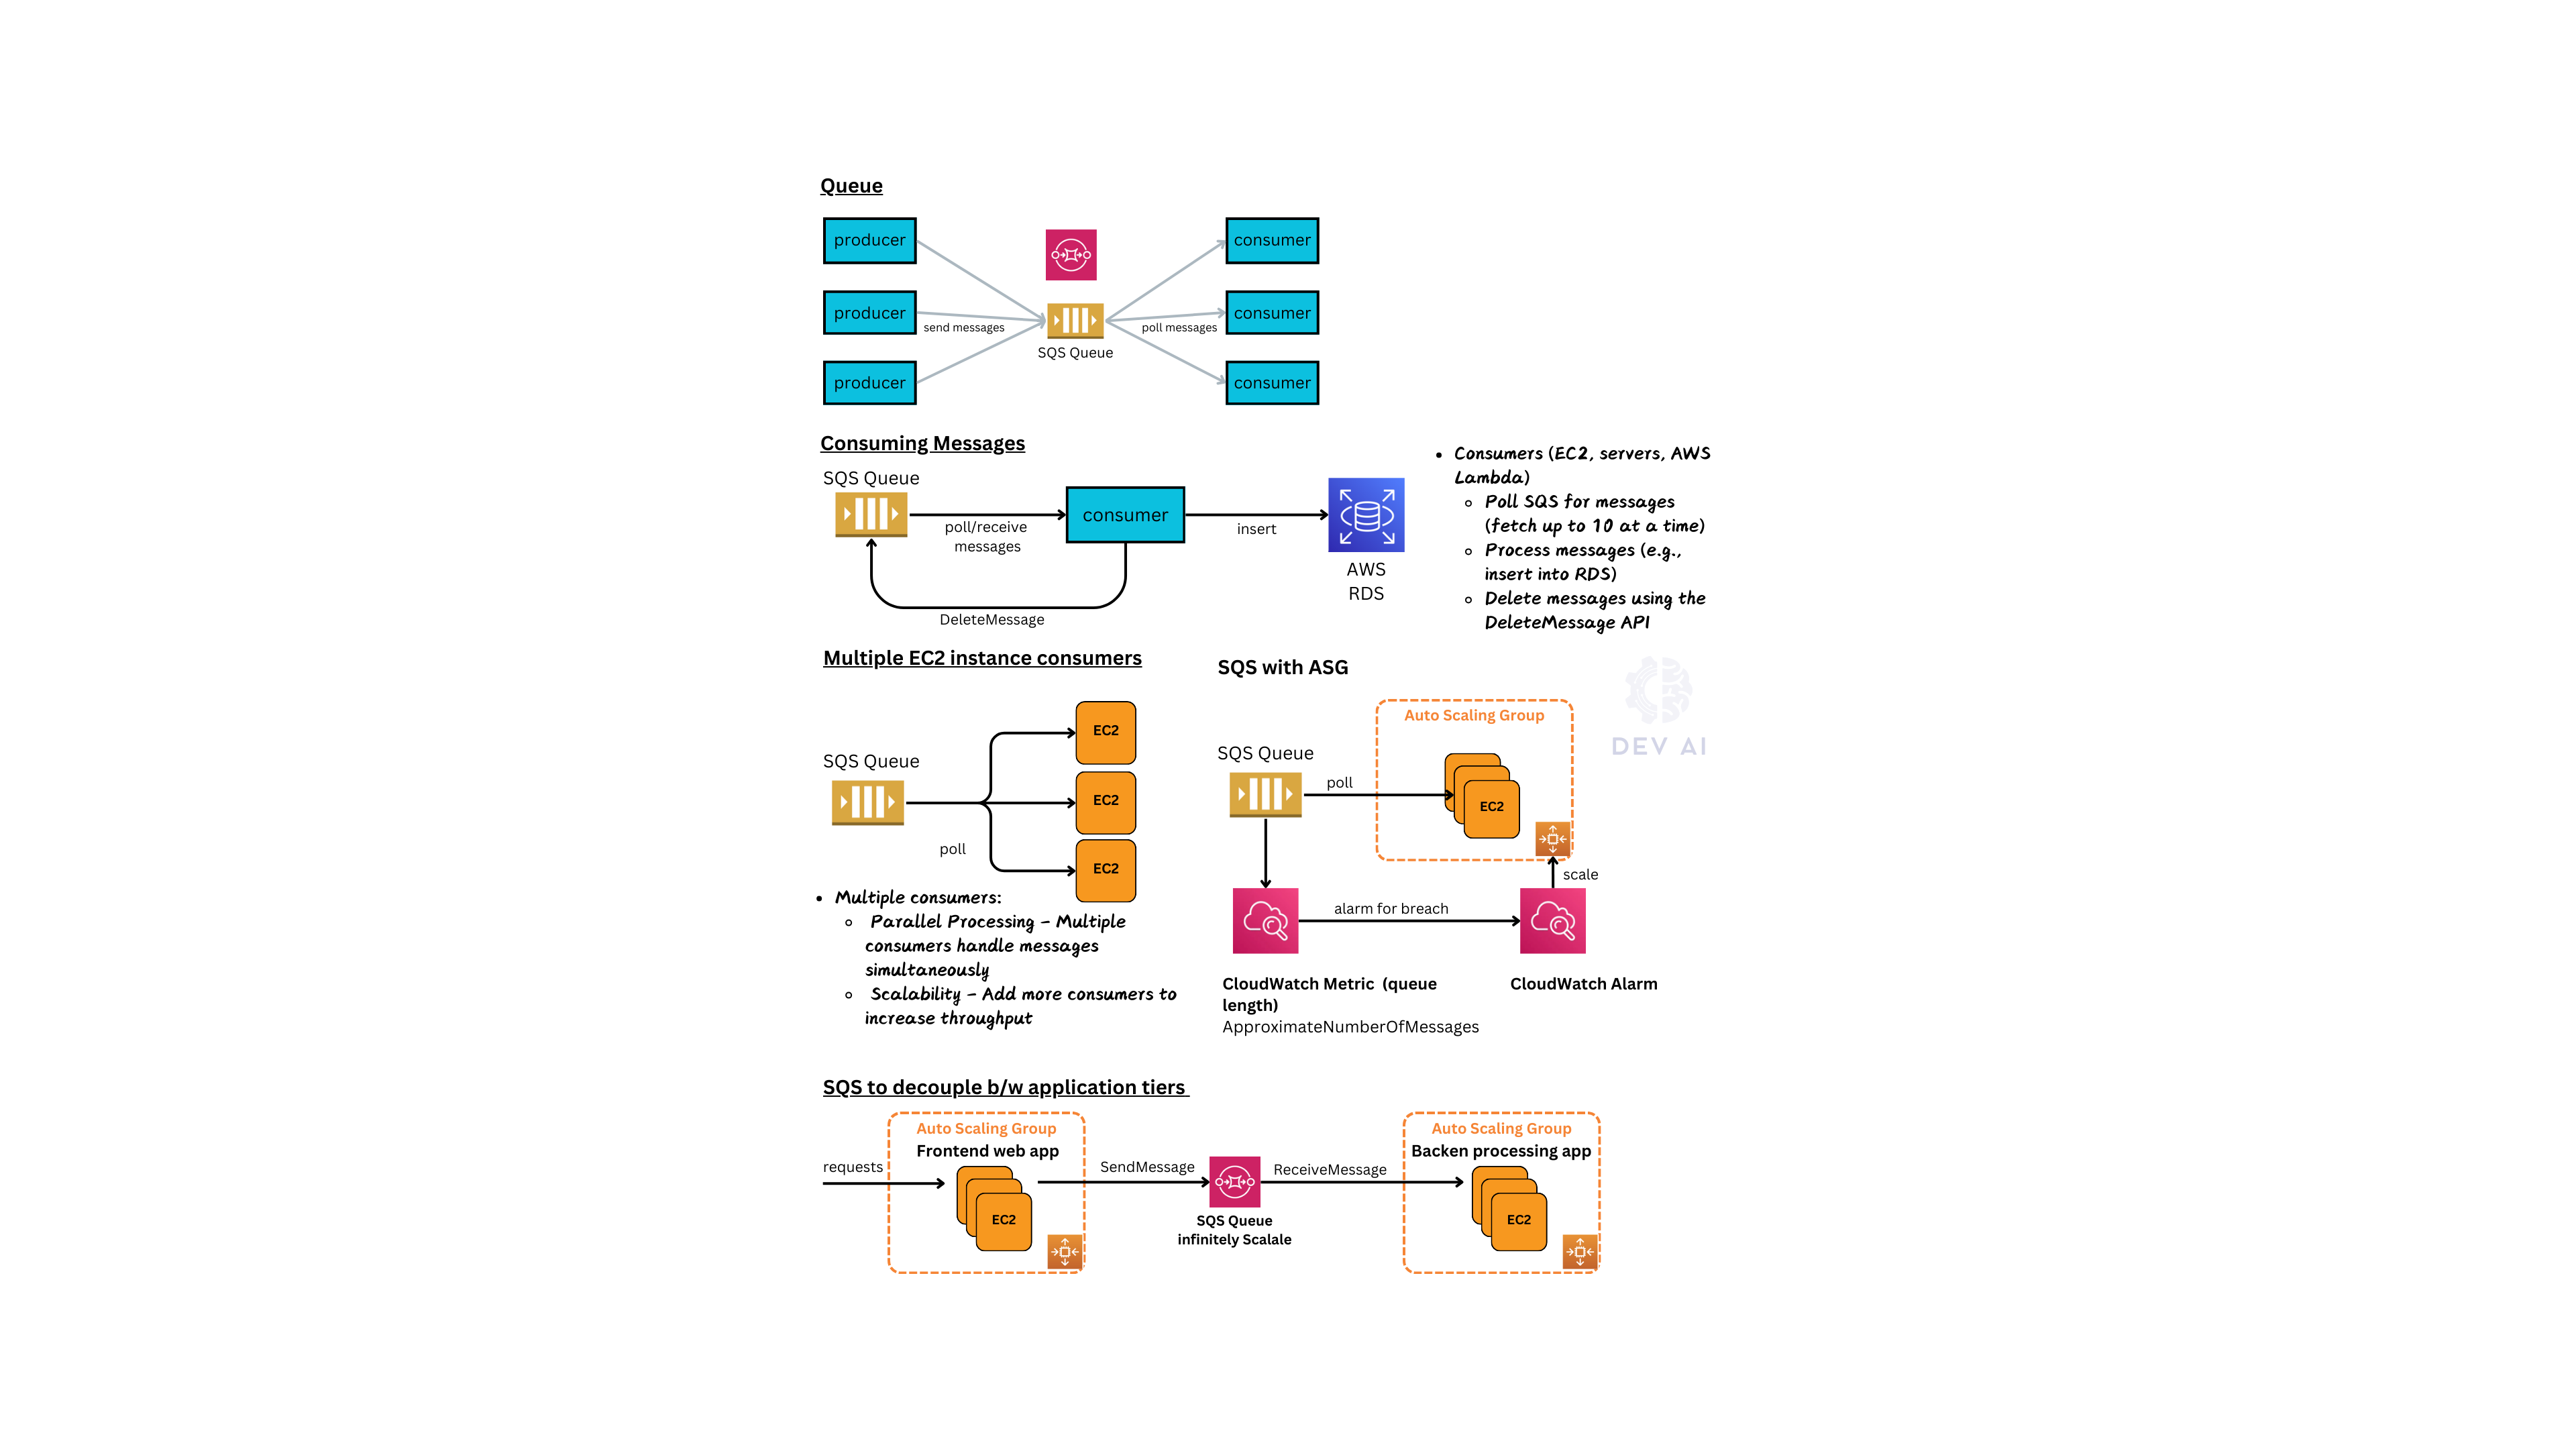 Queue
producer
consumer
producer
consumer
send messages
poll messages
SQS Queue
producer
consumer
Consuming Messages
SQS Queue
poll/receive
messages
consumer
insert
AWS
RDS
DeleteMessage
• Consumers (EC2, servers, AWS
Lambda)
◦ Poll SQS for messages
(fetch up to 10 at a time)
◦ Process messages (e.g.,
insert into RDS)
◦ Delete messages using the
DeleteMessage API
Multiple EC2 instance consumers
SQS Queue
poll
EC2
EC2
EC2
• Multiple consumers:
◦ Parallel Processing – Multiple
consumers handle messages
simultaneously
◦ Scalability – Add more consumers to
increase throughput
SQS with ASG
Auto Scaling Group
SQS Queue
poll
EC2
scale
alarm for breach
CloudWatch Metric (queue
length)
ApproximateNumberOfMessages
CloudWatch Alarm
DEV AI
SQS to decouple b/w application tiers
requests
Auto Scaling Group
Frontend web app
EC2
SendMessage
SQS Queue
infinitely Scalale
ReceiveMessage
Auto Scaling Group
Backen processing app
EC2